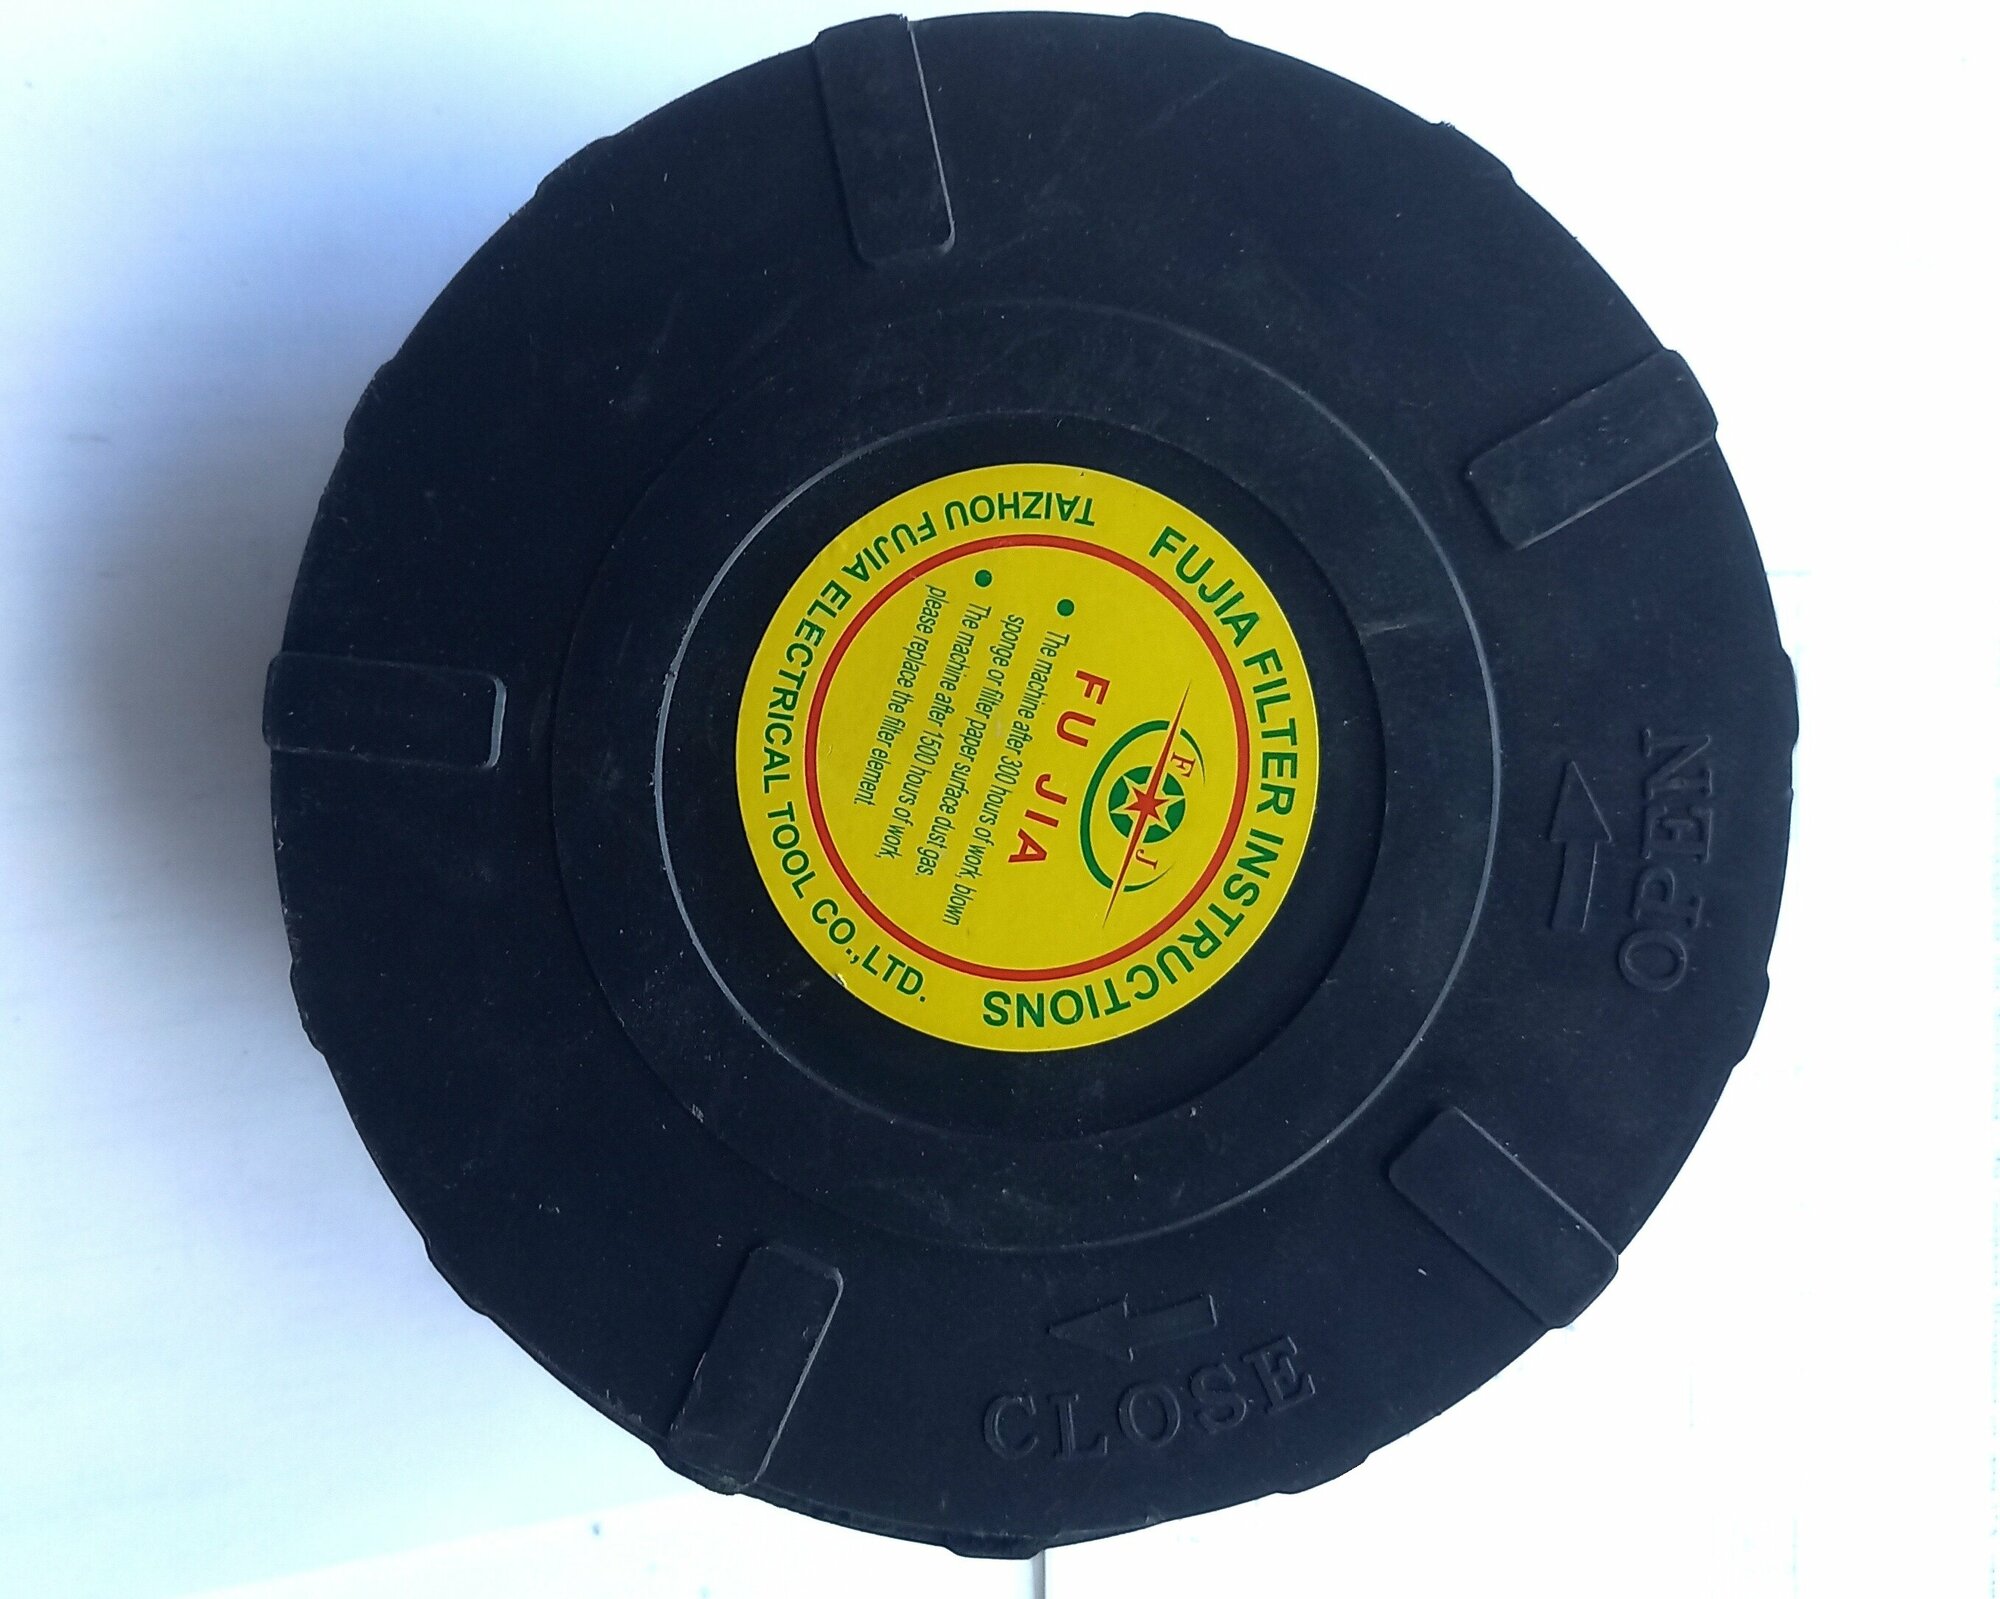 FUJIA FILTER INSTRUCTIONS
F J
FU JIA
The machine after 300 hours of work, blown
sponge or filler paper surface dust gas.
The machine after 1500 hours of work,
please replace the filler element
TAIZHOU FUJIA ELECTRICAL TOOL CO.,LTD.
OPEN
CLOSE